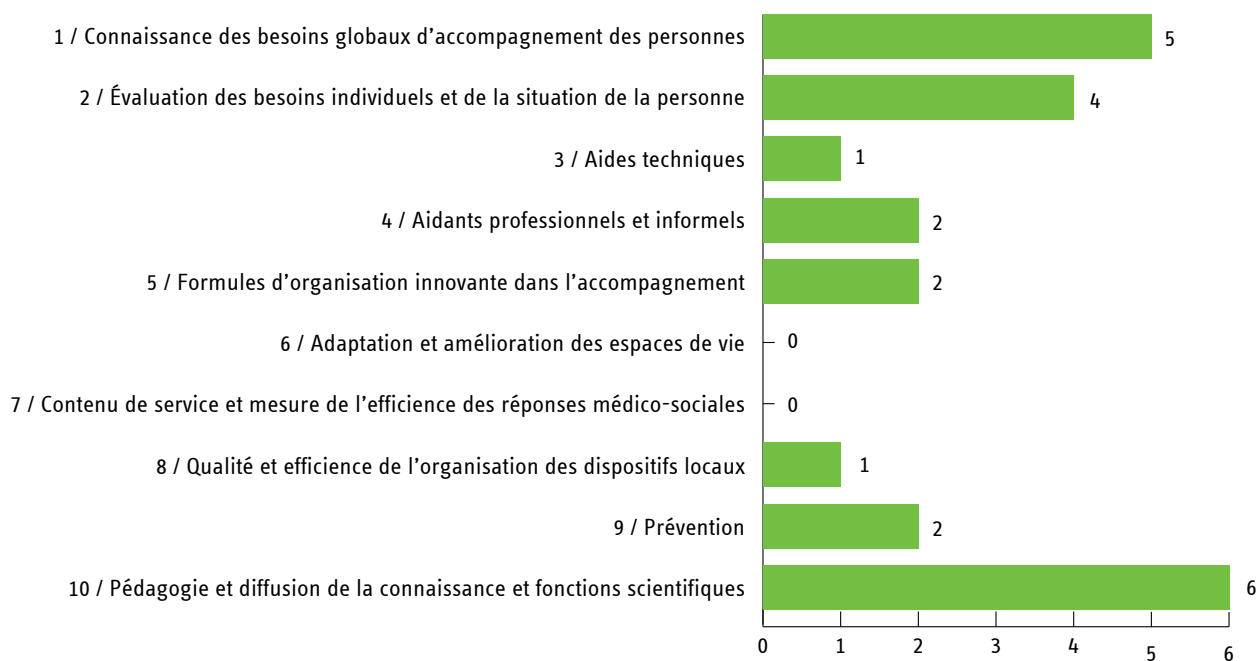 1 / Connaissance des besoins globaux d’accompagnement des personnes 5
2 / Évaluation des besoins individuels et de la situation de la personne 4
3 / Aides techniques 1
4 / Aidants professionnels et informels 2
5 / Formules d’organisation innovante dans l’accompagnement 2
6 / Adaptation et amélioration des espaces de vie 0
7 / Contenu de service et mesure de l’efficience des réponses médico-sociales 0
8 / Qualité et efficience de l’organisation des dispositifs locaux 1
9 / Prévention 2
10 / Pédagogie et diffusion de la connaissance et fonctions scientifiques 6
0 1 2 3 4 5 6